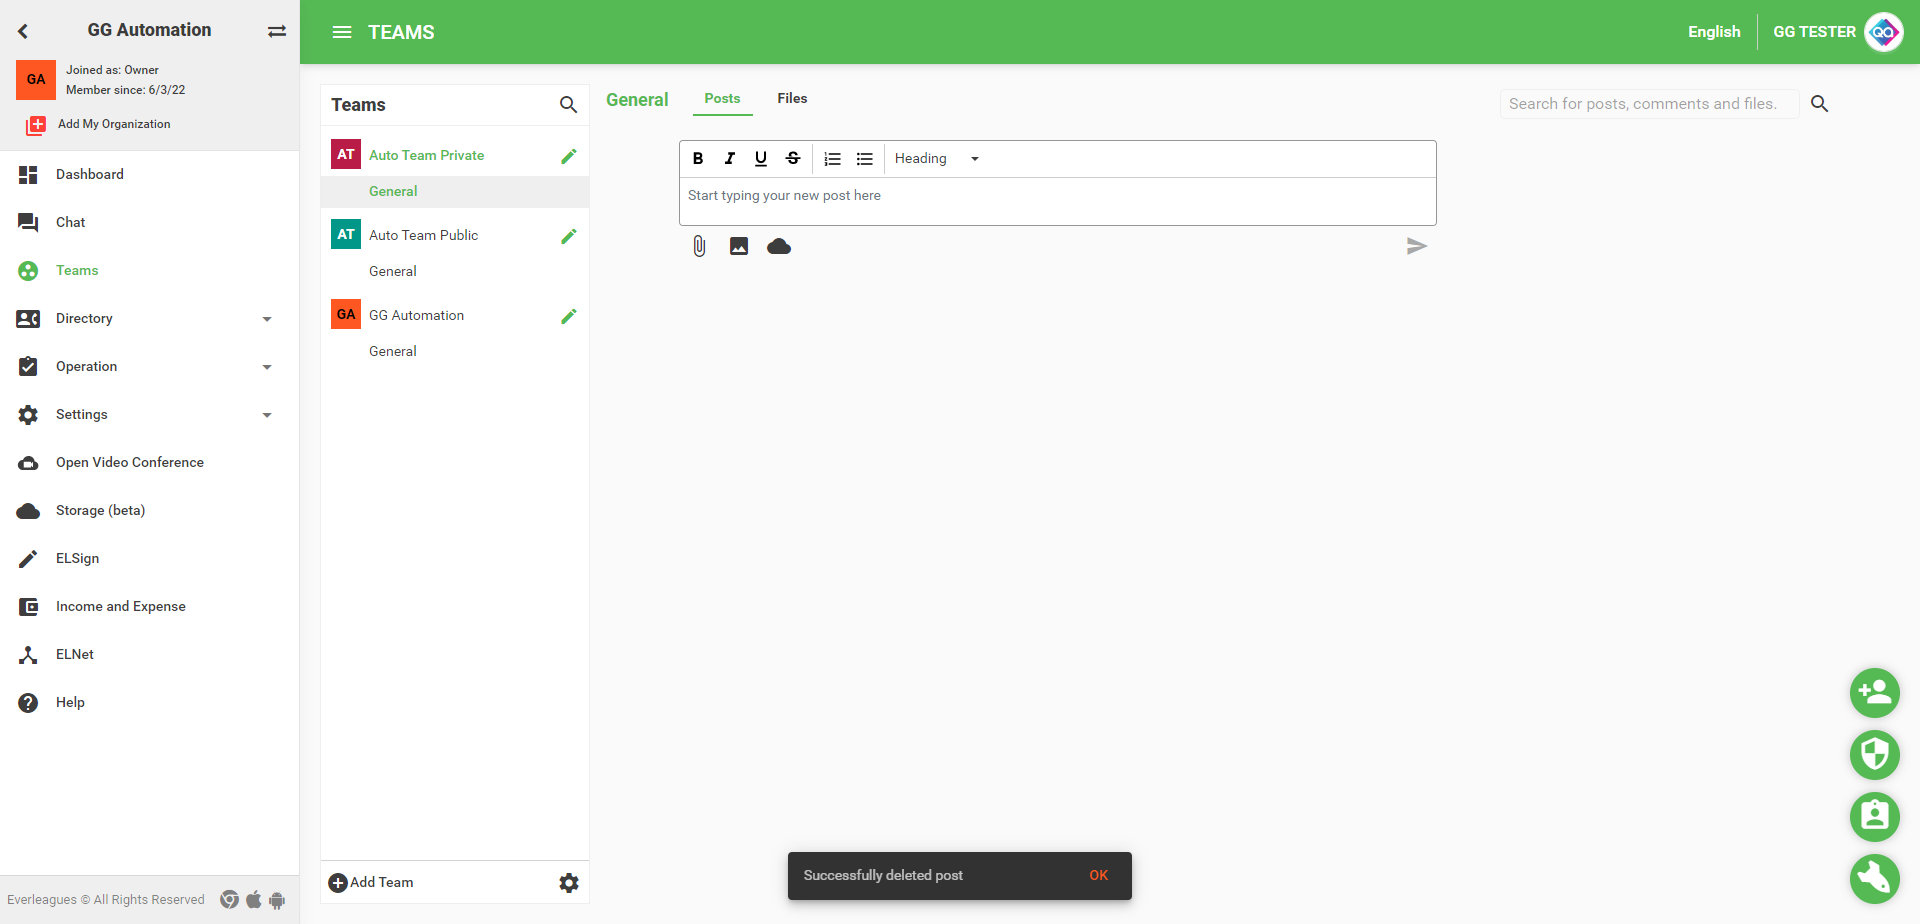 GG Automation
GA
Joined as: Owner
Member since: 6/3/22
Add My Organization
Dashboard
Chat
Teams
Directory
Operation
Settings
Open Video Conference
Storage (beta)
ELSign
Income and Expense
ELNet
Help
Everleagues © All Rights Reserved
TEAMS
English
GG TESTER
QA
Teams
AT Auto Team Private
General
AT Auto Team Public
General
GA GG Automation
General
Add Team
General
Posts
Files
Search for posts, comments and files.
B I U S Heading
Start typing your new post here
Successfully deleted post
OK